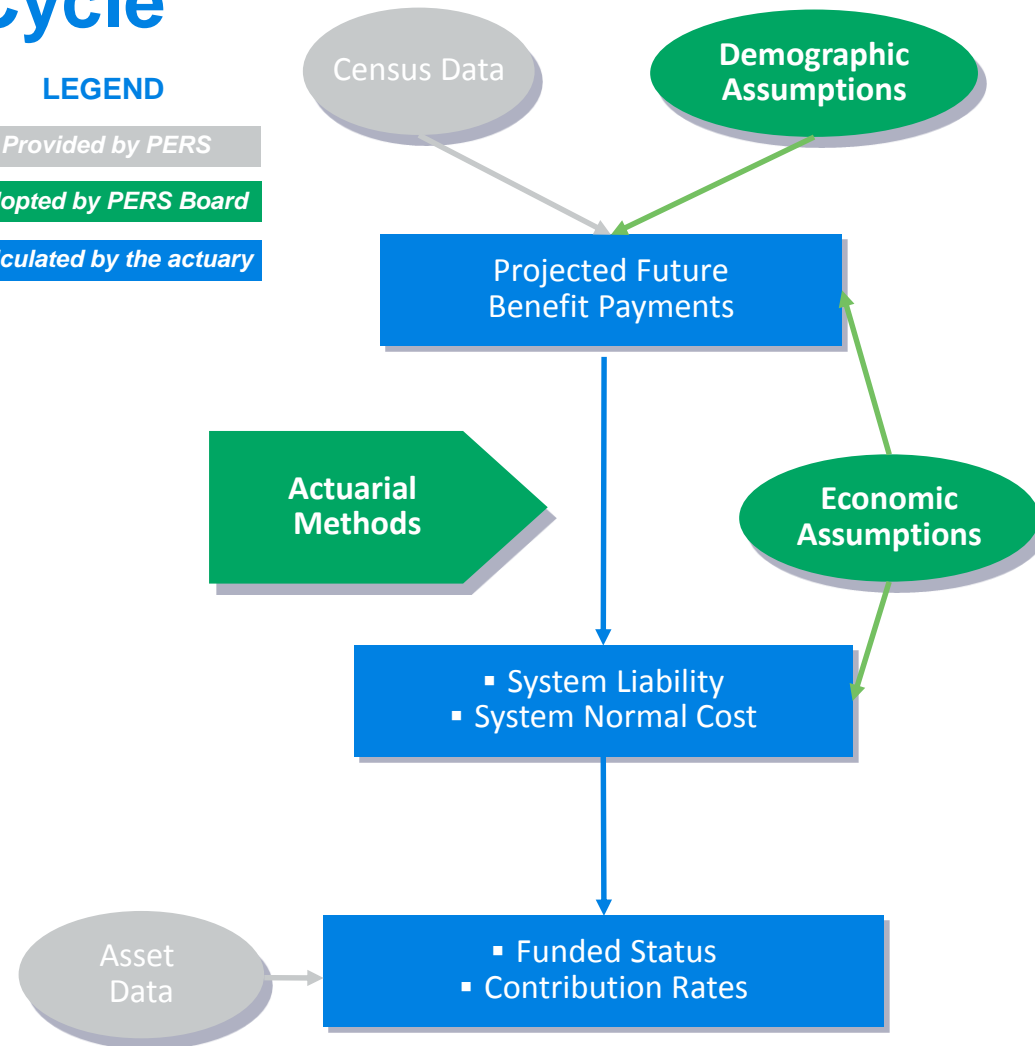 Cycle
LEGEND
Provided by PERS
opted by PERS Board
culated by the actuary
Census Data
Demographic
Assumptions
Projected Future
Benefit Payments
Actuarial
Methods
Economic
Assumptions
▪ System Liability
▪ System Normal Cost
Asset
Data
▪ Funded Status
▪ Contribution Rates